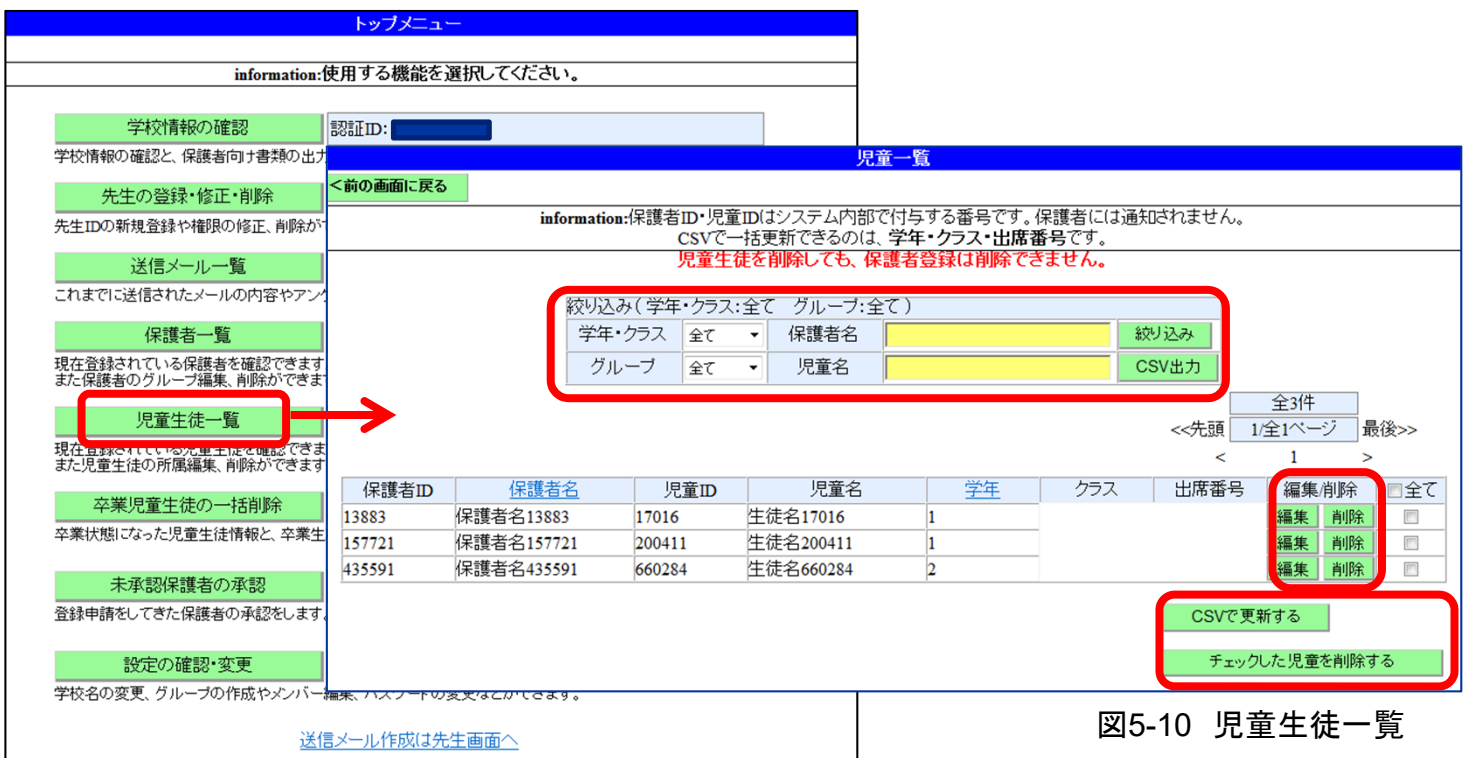 トップメニュー
information:使用する機能を選択してください。
学校情報の確認
認証ID:
学校情報の確認と、保護者向け書類の出力
先生の登録・修正・削除
先生IDの新規登録や権限の修正、削除がで
送信メール一覧
これまでに送信されたメールの内容やアンケ
保護者一覧
現在登録されている保護者を確認できます
また保護者のグループ編集、削除ができます
児童生徒一覧
現在登録されている児童生徒を確認できま
また児童生徒の所属編集、削除ができます
卒業児童生徒の一括削除
卒業状態になった児童生徒情報と、卒業生
未承認保護者の承認
登録申請をしてきた保護者の承認をします。
設定の確認・変更
学校名の変更、グループの作成やメンバー編集、パスワードの変更などができます。
送信メール作成は先生画面へ
児童一覧
<前の画面に戻る
information:保護者ID・児童IDはシステム内部で付与する番号です。保護者には通知されません。
CSVで一括更新できるのは、学年・クラス・出席番号です。
児童生徒を削除しても、保護者登録は削除できません。
絞り込み(学年・クラス:全て グループ:全て)
学年・クラス 全て 保護者名 絞り込み
グループ 全て 児童名 CSV出力
全3件
<<先頭 1/全1ページ 最後>>
< 1 >
保護者ID 保護者名 児童ID 児童名 学年 クラス 出席番号 編集/削除 全て
13883 保護者名13883 17016 生徒名17016 1 編集 削除
157721 保護者名157721 200411 生徒名200411 1 編集 削除
435591 保護者名435591 660284 生徒名660284 2 編集 削除
CSVで更新する
チェックした児童を削除する
図5-10 児童生徒一覧